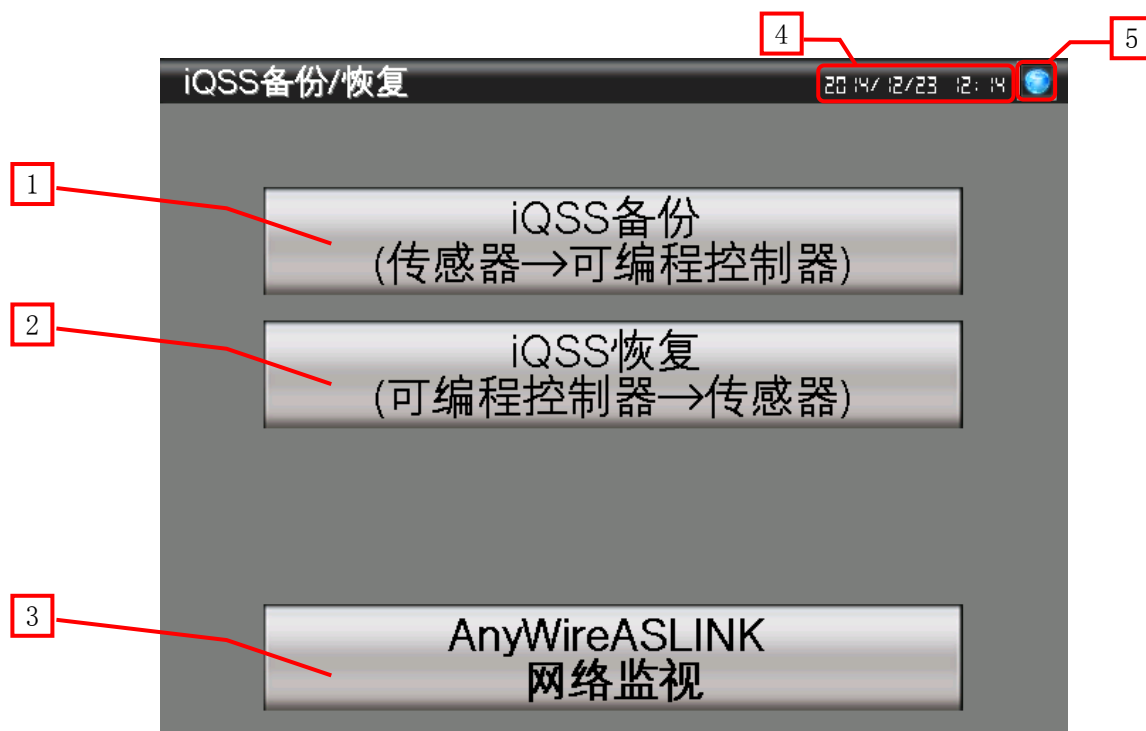 4
5
iQSS备份/恢复
2014/12/23 12:14
1
iQSS备份
(传感器→可编程控制器)
2
iQSS恢复
(可编程控制器→传感器)
3
AnyWireASLINK
网络监视